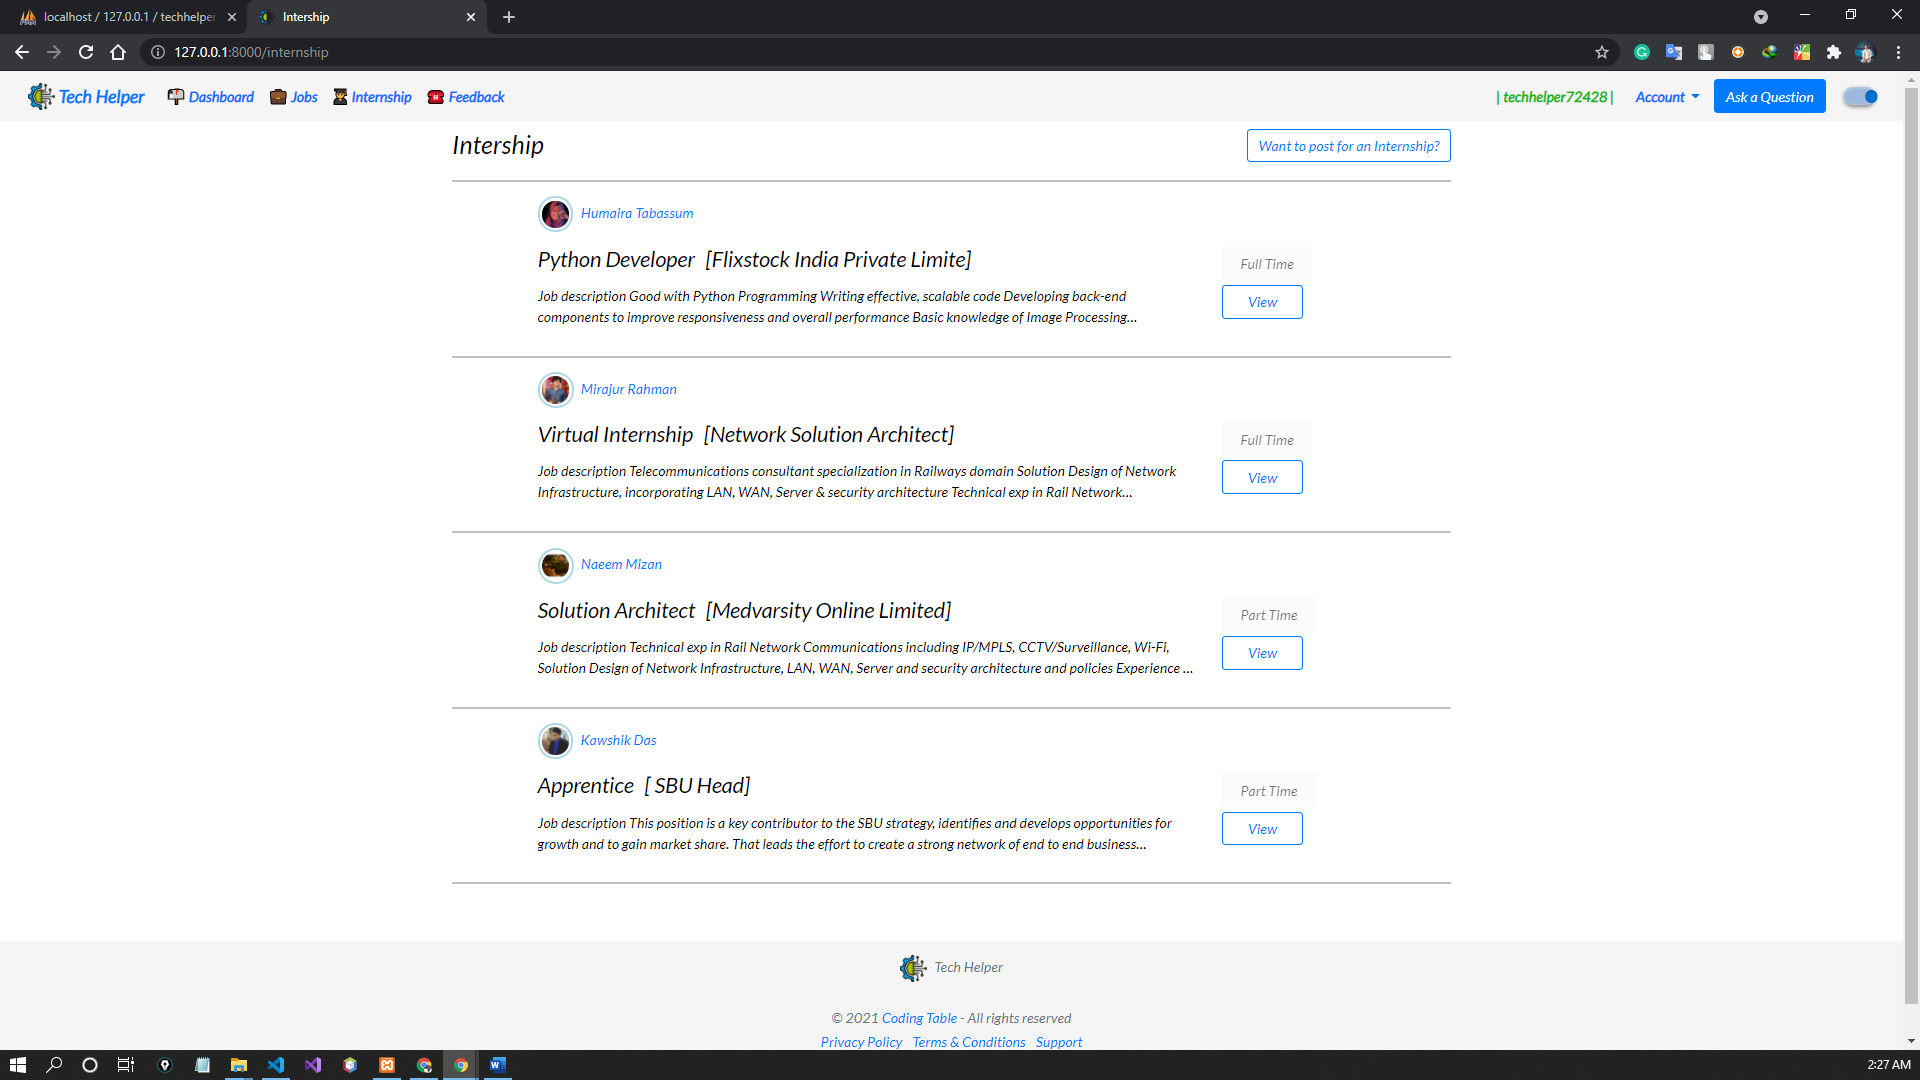 localhost / 127.0.0.1 / techhelper
Intership
127.0.0.1:8000/internship
Tech Helper Dashboard Jobs Internship Feedback | techhelper72428 | Account Ask a Question
Intership Want to post for an Internship?
Humaira Tabassum
Python Developer [Flixstock India Private Limite]
Full Time
Job description Good with Python Programming Writing effective, scalable code Developing back-end
components to improve responsiveness and overall performance Basic knowledge of Image Processing...
View
Mirajur Rahman
Virtual Internship [Network Solution Architect]
Full Time
Job description Telecommunications consultant specialization in Railways domain Solution Design of Network
Infrastructure, incorporating LAN, WAN, Server & security architecture Technical exp in Rail Network...
View
Naeem Mizan
Solution Architect [Medvarsity Online Limited]
Part Time
Job description Technical exp in Rail Network Communications including IP/MPLS, CCTV/Surveillance, Wi-Fi,
Solution Design of Network Infrastructure, LAN, WAN, Server and security architecture and policies Experience ...
View
Kawshik Das
Apprentice [ SBU Head]
Part Time
Job description This position is a key contributor to the SBU strategy, identifies and develops opportunities for
growth and to gain market share. That leads the effort to create a strong network of end to end business...
View
Tech Helper
© 2021 Coding Table - All rights reserved
Privacy Policy Terms & Conditions Support
2:27 AM